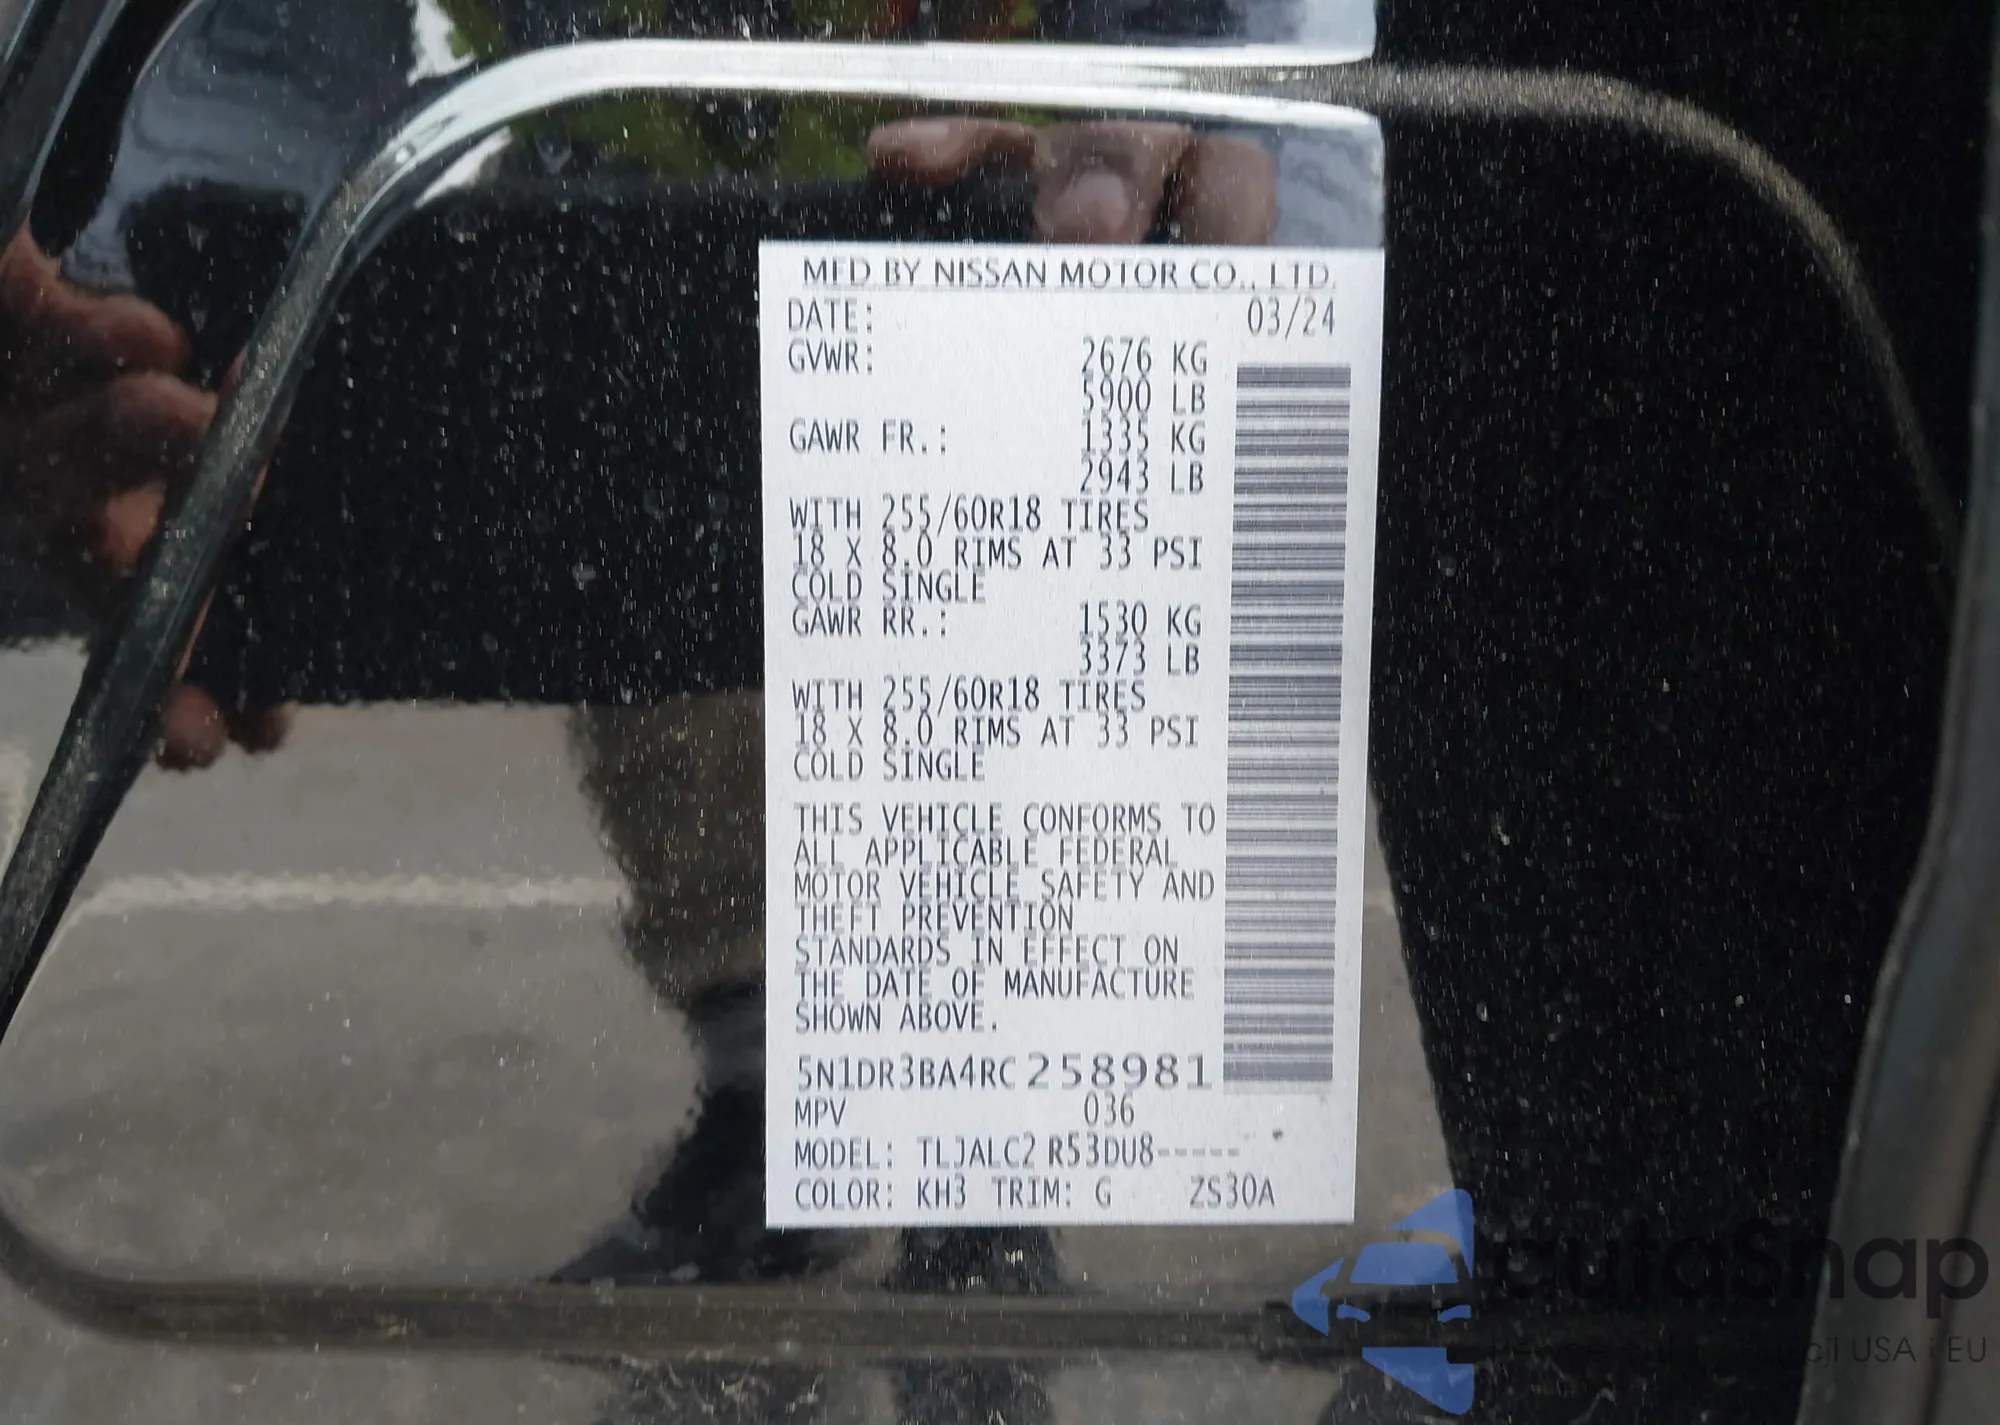 MFD BY NISSAN MOTOR CO., LTD.
DATE: 03/24
GVWR: 2676 KG
5900 LB
GAWR FR.: 1335 KG
2943 LB
WITH 255/60R18 TIRES
18 X 8.0 RIMS AT 33 PSI
COLD SINGLE
GAWR RR.: 1530 KG
3373 LB
WITH 255/60R18 TIRES
18 X 8.0 RIMS AT 33 PSI
COLD SINGLE
THIS VEHICLE CONFORMS TO
ALL APPLICABLE FEDERAL
MOTOR VEHICLE SAFETY AND
THEFT PREVENTION
STANDARDS IN EFFECT ON
THE DATE OF MANUFACTURE
SHOWN ABOVE.
5N1DR3BA4RC258981
MPV 036
MODEL: TLJALC2 R53DU8-----
COLOR: KH3 TRIM: G ZS30A
autoSnap
USA i EU